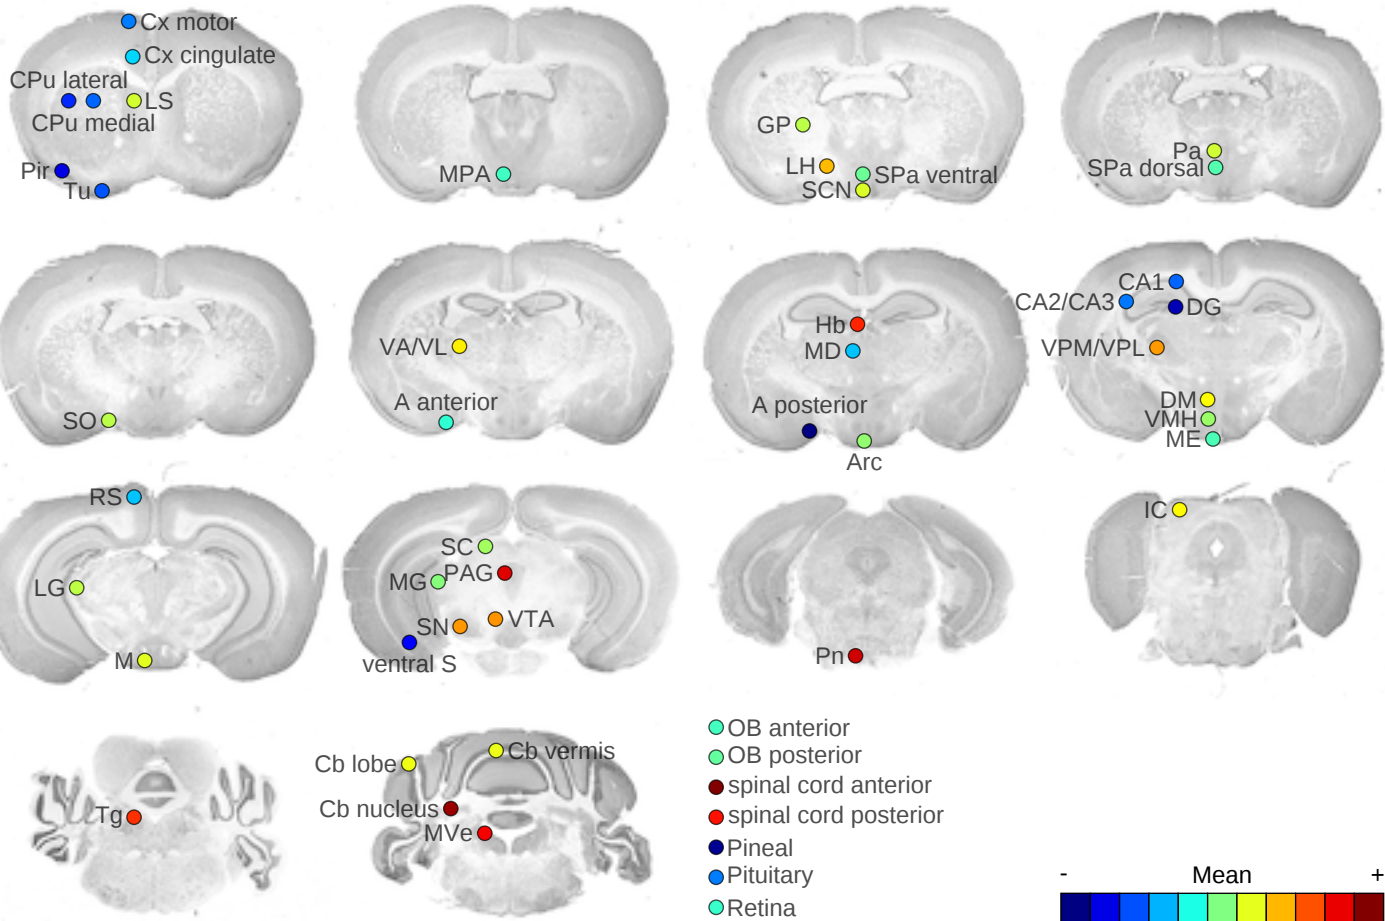 Cx motor
Cx cingulate
CPu lateral
LS
CPu medial
Pir
Tu
MPA
GP
LH
SPa ventral
SCN
Pa
SPa dorsal
SO
VA/VL
A anterior
Hb
MD
A posterior
Arc
CA1
CA2/CA3
DG
VPM/VPL
DM
VMH
ME
RS
LG
M
SC
MG
PAG
SN
VTA
ventral S
Pn
IC
Tg
Cb lobe
Cb vermis
Cb nucleus
MVe
OB anterior
OB posterior
spinal cord anterior
spinal cord posterior
Pineal
Pituitary
Retina
- Mean +